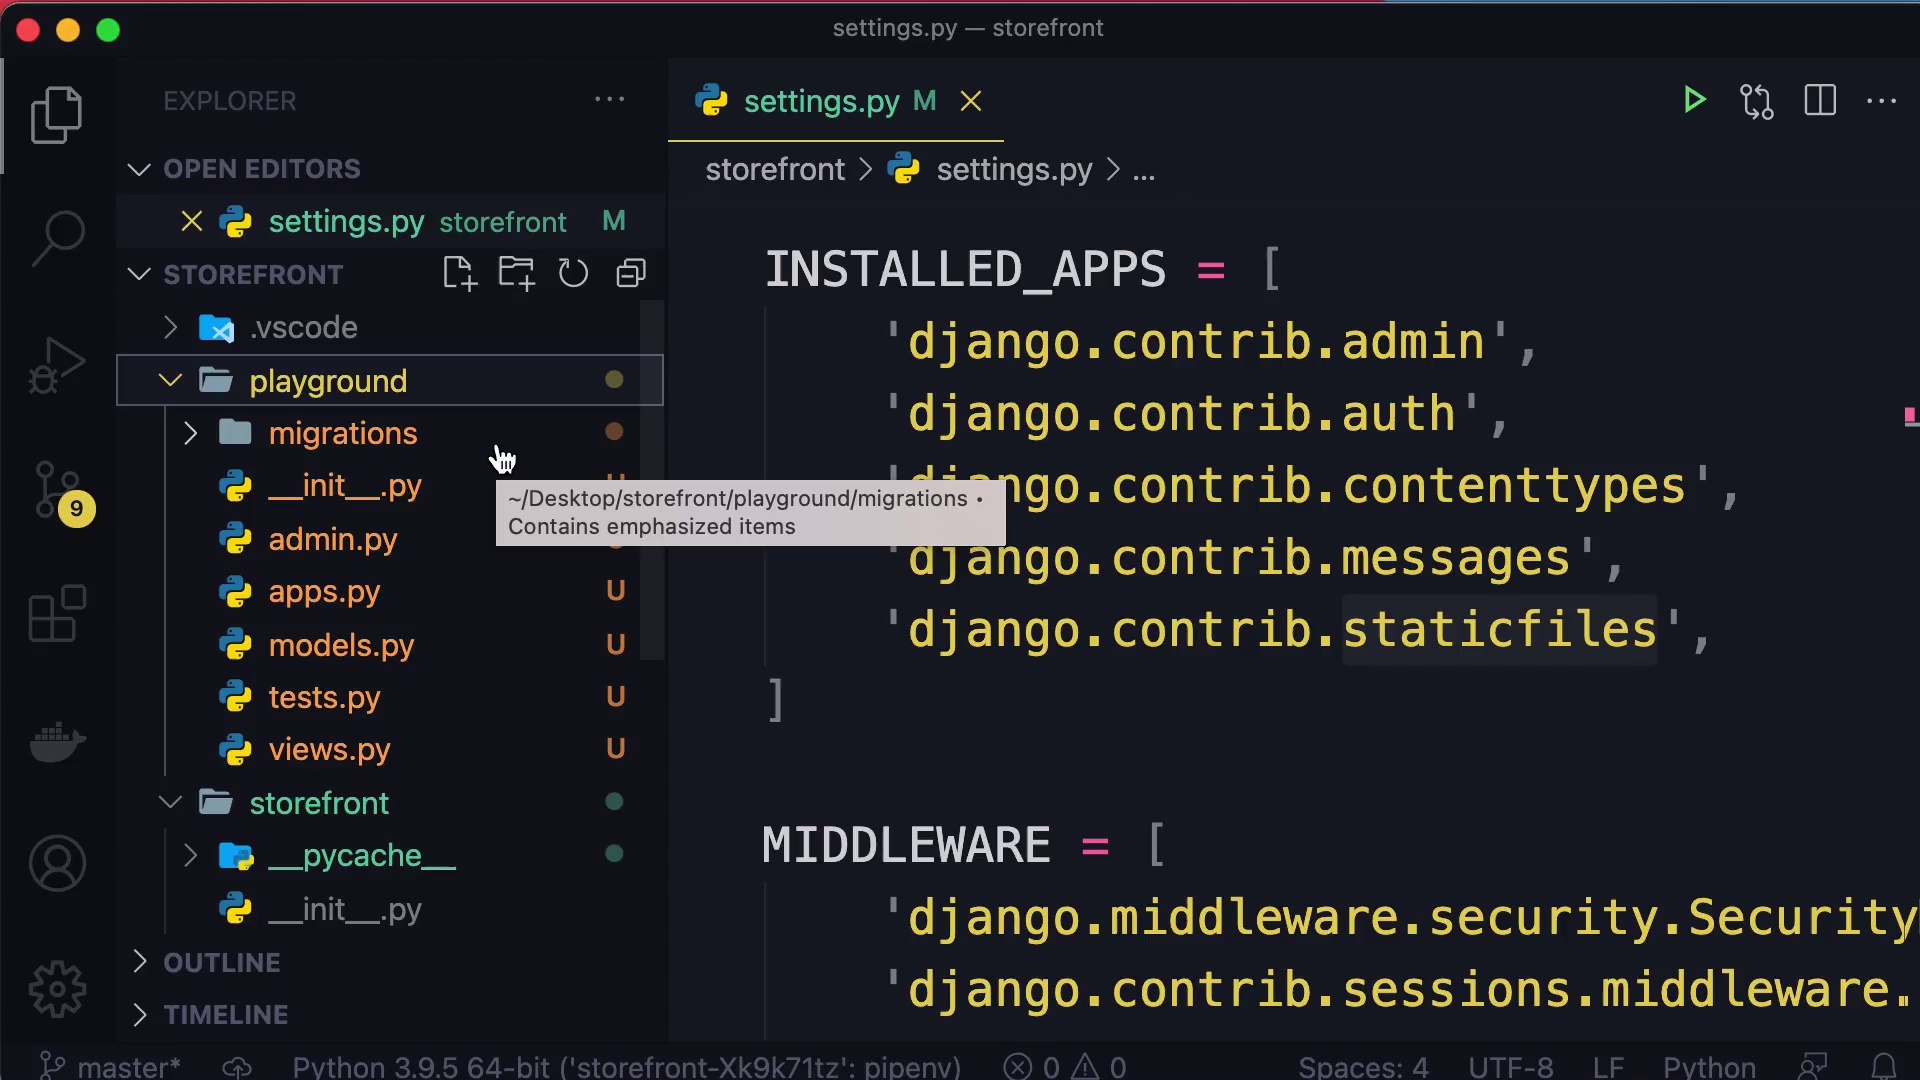 settings.py — storefront
EXPLORER
OPEN EDITORS
settings.py storefront M
STOREFRONT
.vscode
playground
migrations
__init__.py
admin.py
apps.py U
models.py U
tests.py U
views.py U
storefront
__pycache__
__init__.py
OUTLINE
TIMELINE
9
~/Desktop/storefront/playground/migrations •
Contains emphasized items
settings.py M
storefront > settings.py > ...
INSTALLED_APPS = [
'django.contrib.admin',
'django.contrib.auth',
'django.contrib.contenttypes',
'django.contrib.messages',
'django.contrib.staticfiles',
]
MIDDLEWARE = [
'django.middleware.security.Security
'django.contrib.sessions.middleware.
master* Python 3.9.5 64-bit ('storefront-Xk9k71tz': pipenv) 0 0 Spaces: 4 UTF-8 LF Python